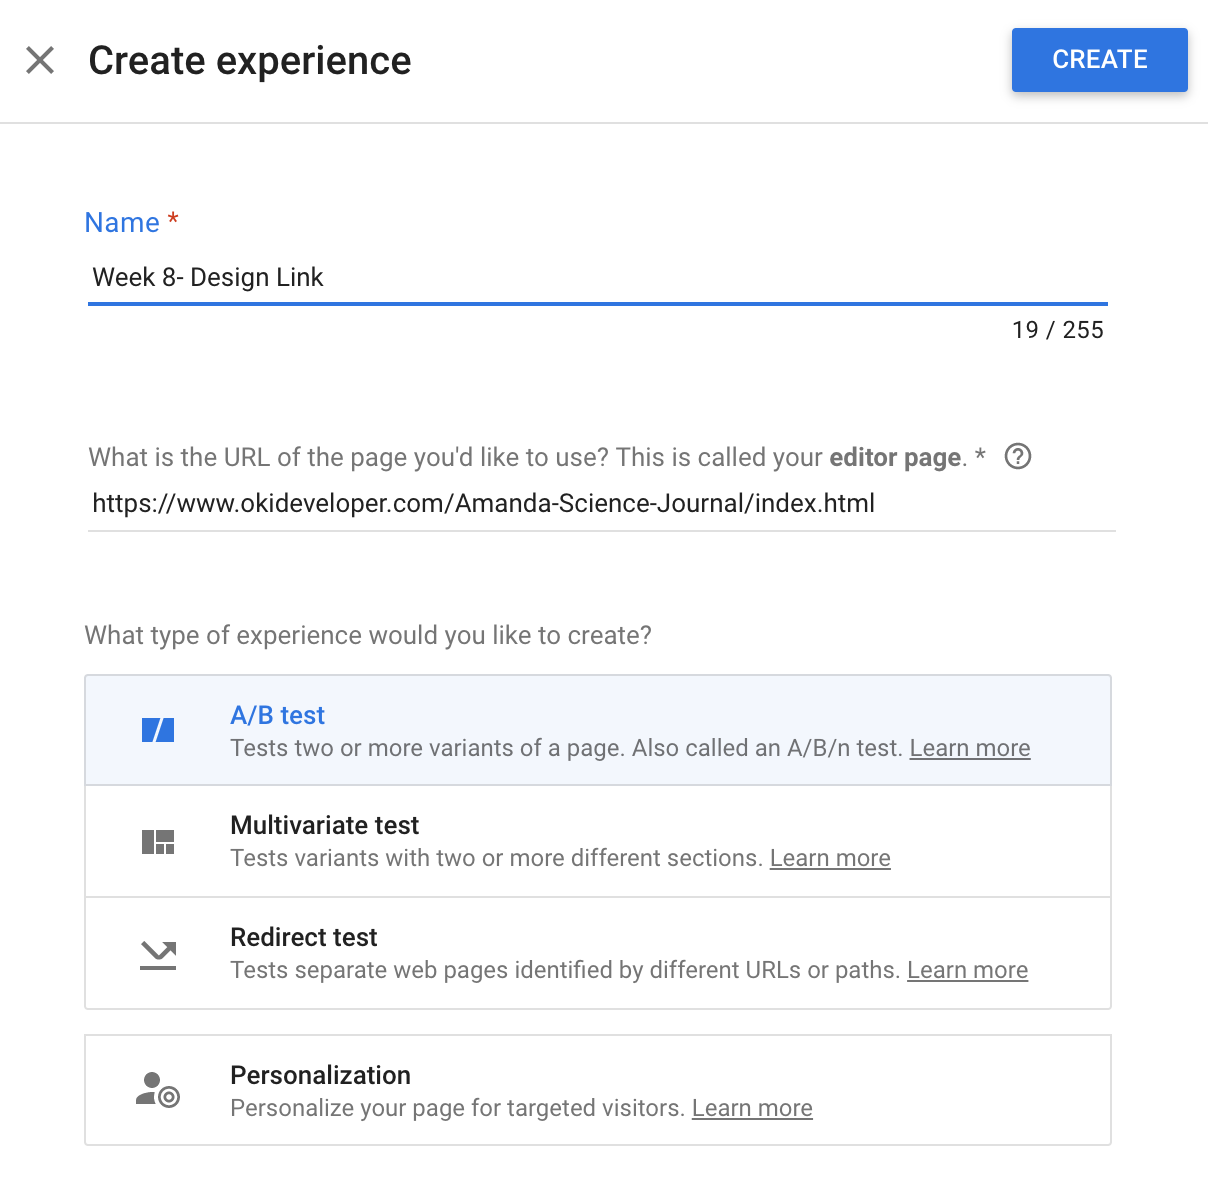 Create experience
CREATE
Name *
Week 8- Design Link
19 / 255
What is the URL of the page you'd like to use? This is called your editor page. *
https://www.okideveloper.com/Amanda-Science-Journal/index.html
What type of experience would you like to create?
A/B test
Tests two or more variants of a page. Also called an A/B/n test. Learn more
Multivariate test
Tests variants with two or more different sections. Learn more
Redirect test
Tests separate web pages identified by different URLs or paths. Learn more
Personalization
Personalize your page for targeted visitors. Learn more